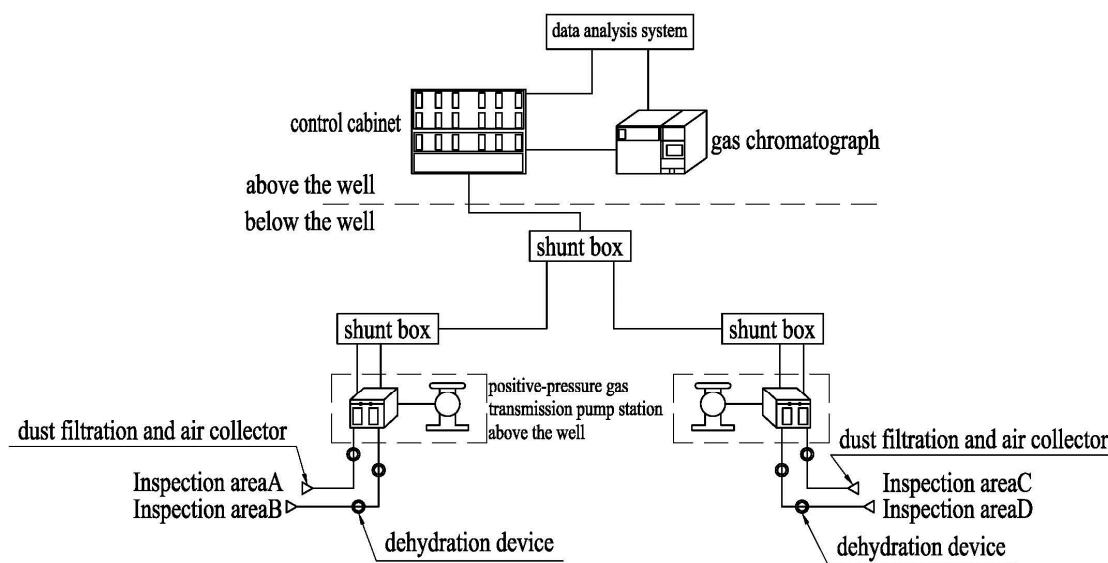 data analysis system
control cabinet
gas chromatograph
above the well
below the well
shunt box
shunt box
shunt box
positive-pressure gas
transmission pump station
above the well
dust filtration and air collector
dust filtration and air collector
Inspection areaA
Inspection areaB
Inspection areaC
Inspection areaD
dehydration device
dehydration device